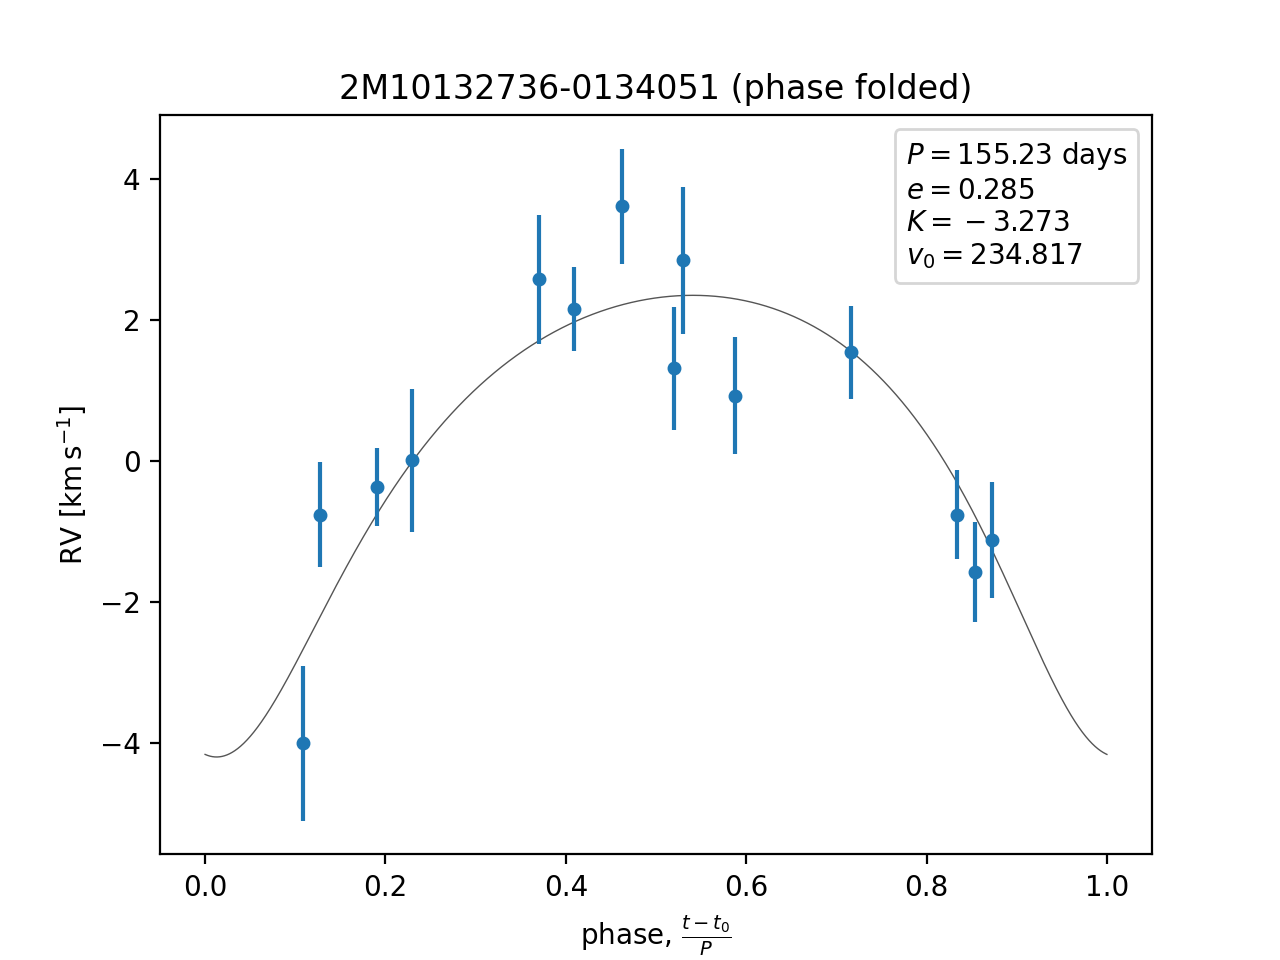 2M10132736-0134051 (phase folded)
P = 155.23 days
e = 0.285
K = −3.273
v₀ = 234.817
RV [km s⁻¹]
4
2
0
−2
−4
0.0 0.2 0.4 0.6 0.8 1.0
phase, (t − t₀)/P